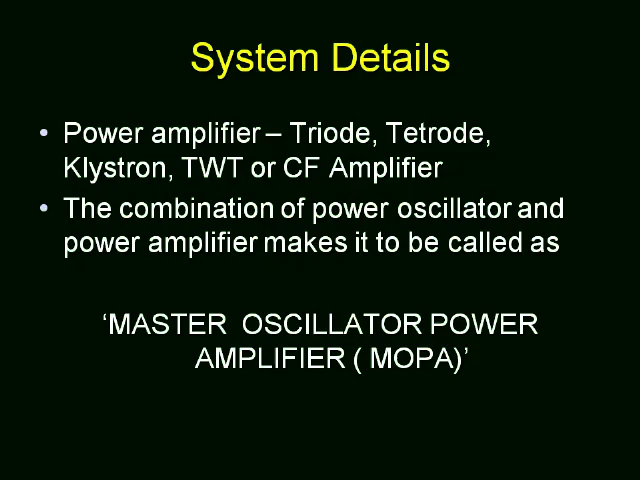 System Details
• Power amplifier – Triode, Tetrode,
Klystron, TWT or CF Amplifier
• The combination of power oscillator and
power amplifier makes it to be called as
‘MASTER OSCILLATOR POWER
AMPLIFIER ( MOPA)’